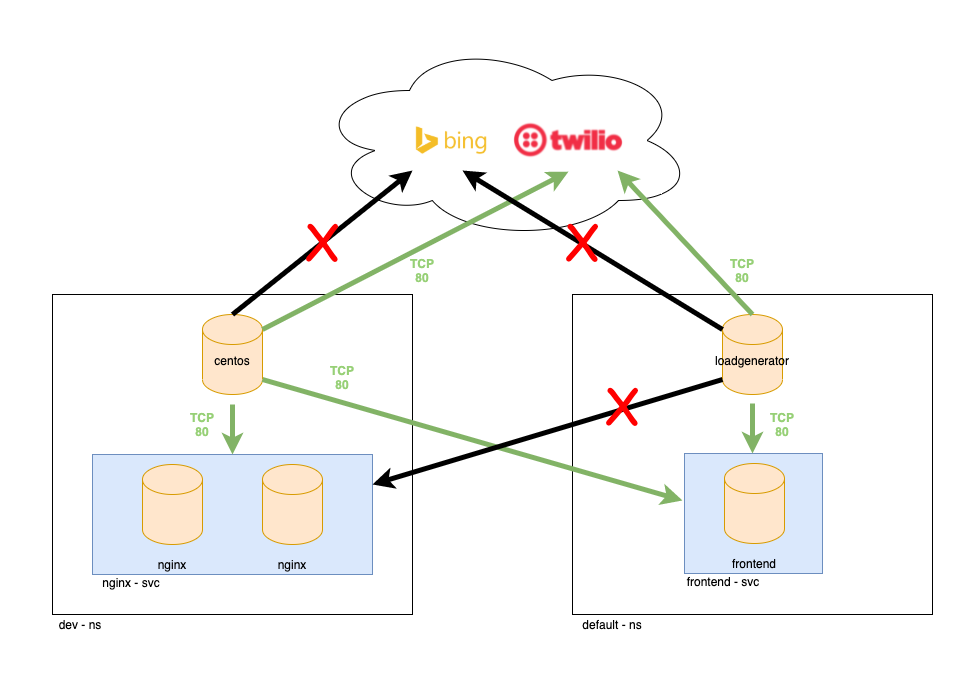 bing
twilio
TCP
80
TCP
80
centos
loadgenerator
TCP
80
TCP
80
TCP
80
nginx
nginx
frontend
nginx - svc
frontend - svc
dev - ns
default - ns